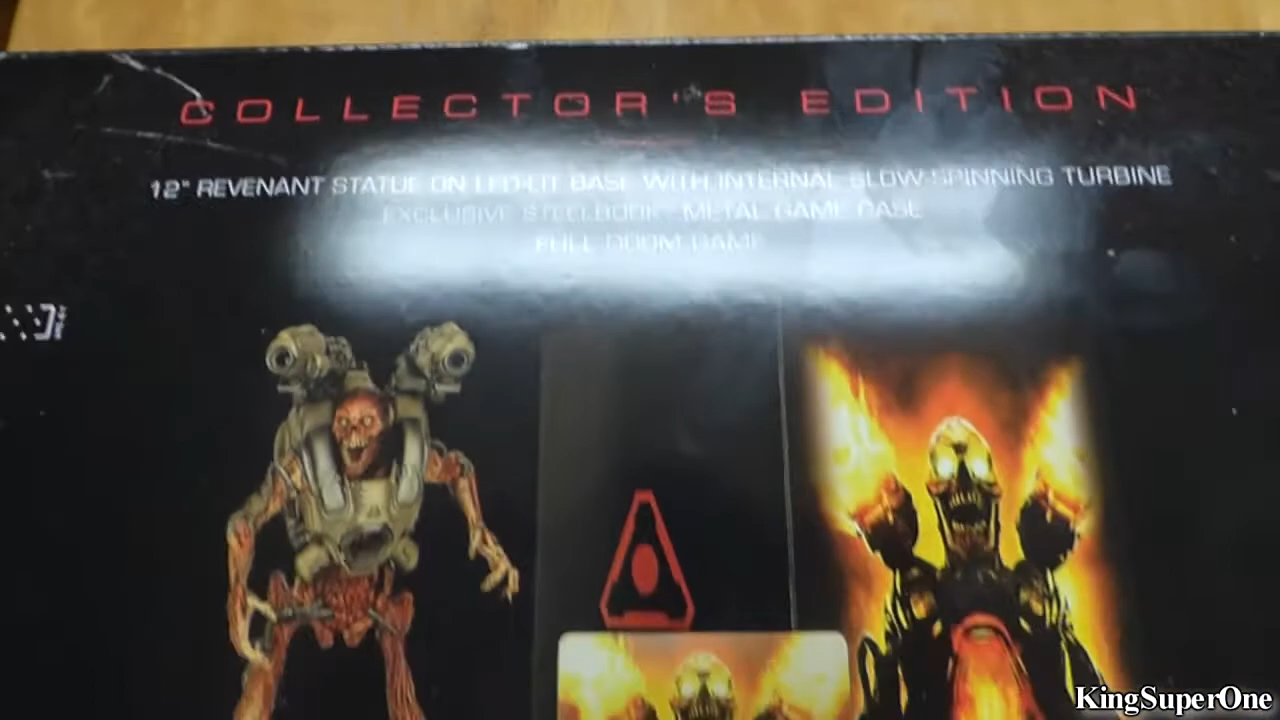 COLLECTOR'S EDITION
12" REVENANT STATUE ON LED-LIT BASE WITH INTERNAL SLOW-SPINNING TURBINE
EXCLUSIVE STEELBOOK METAL GAME CASE
FULL DOOM GAME
KingSuperOne